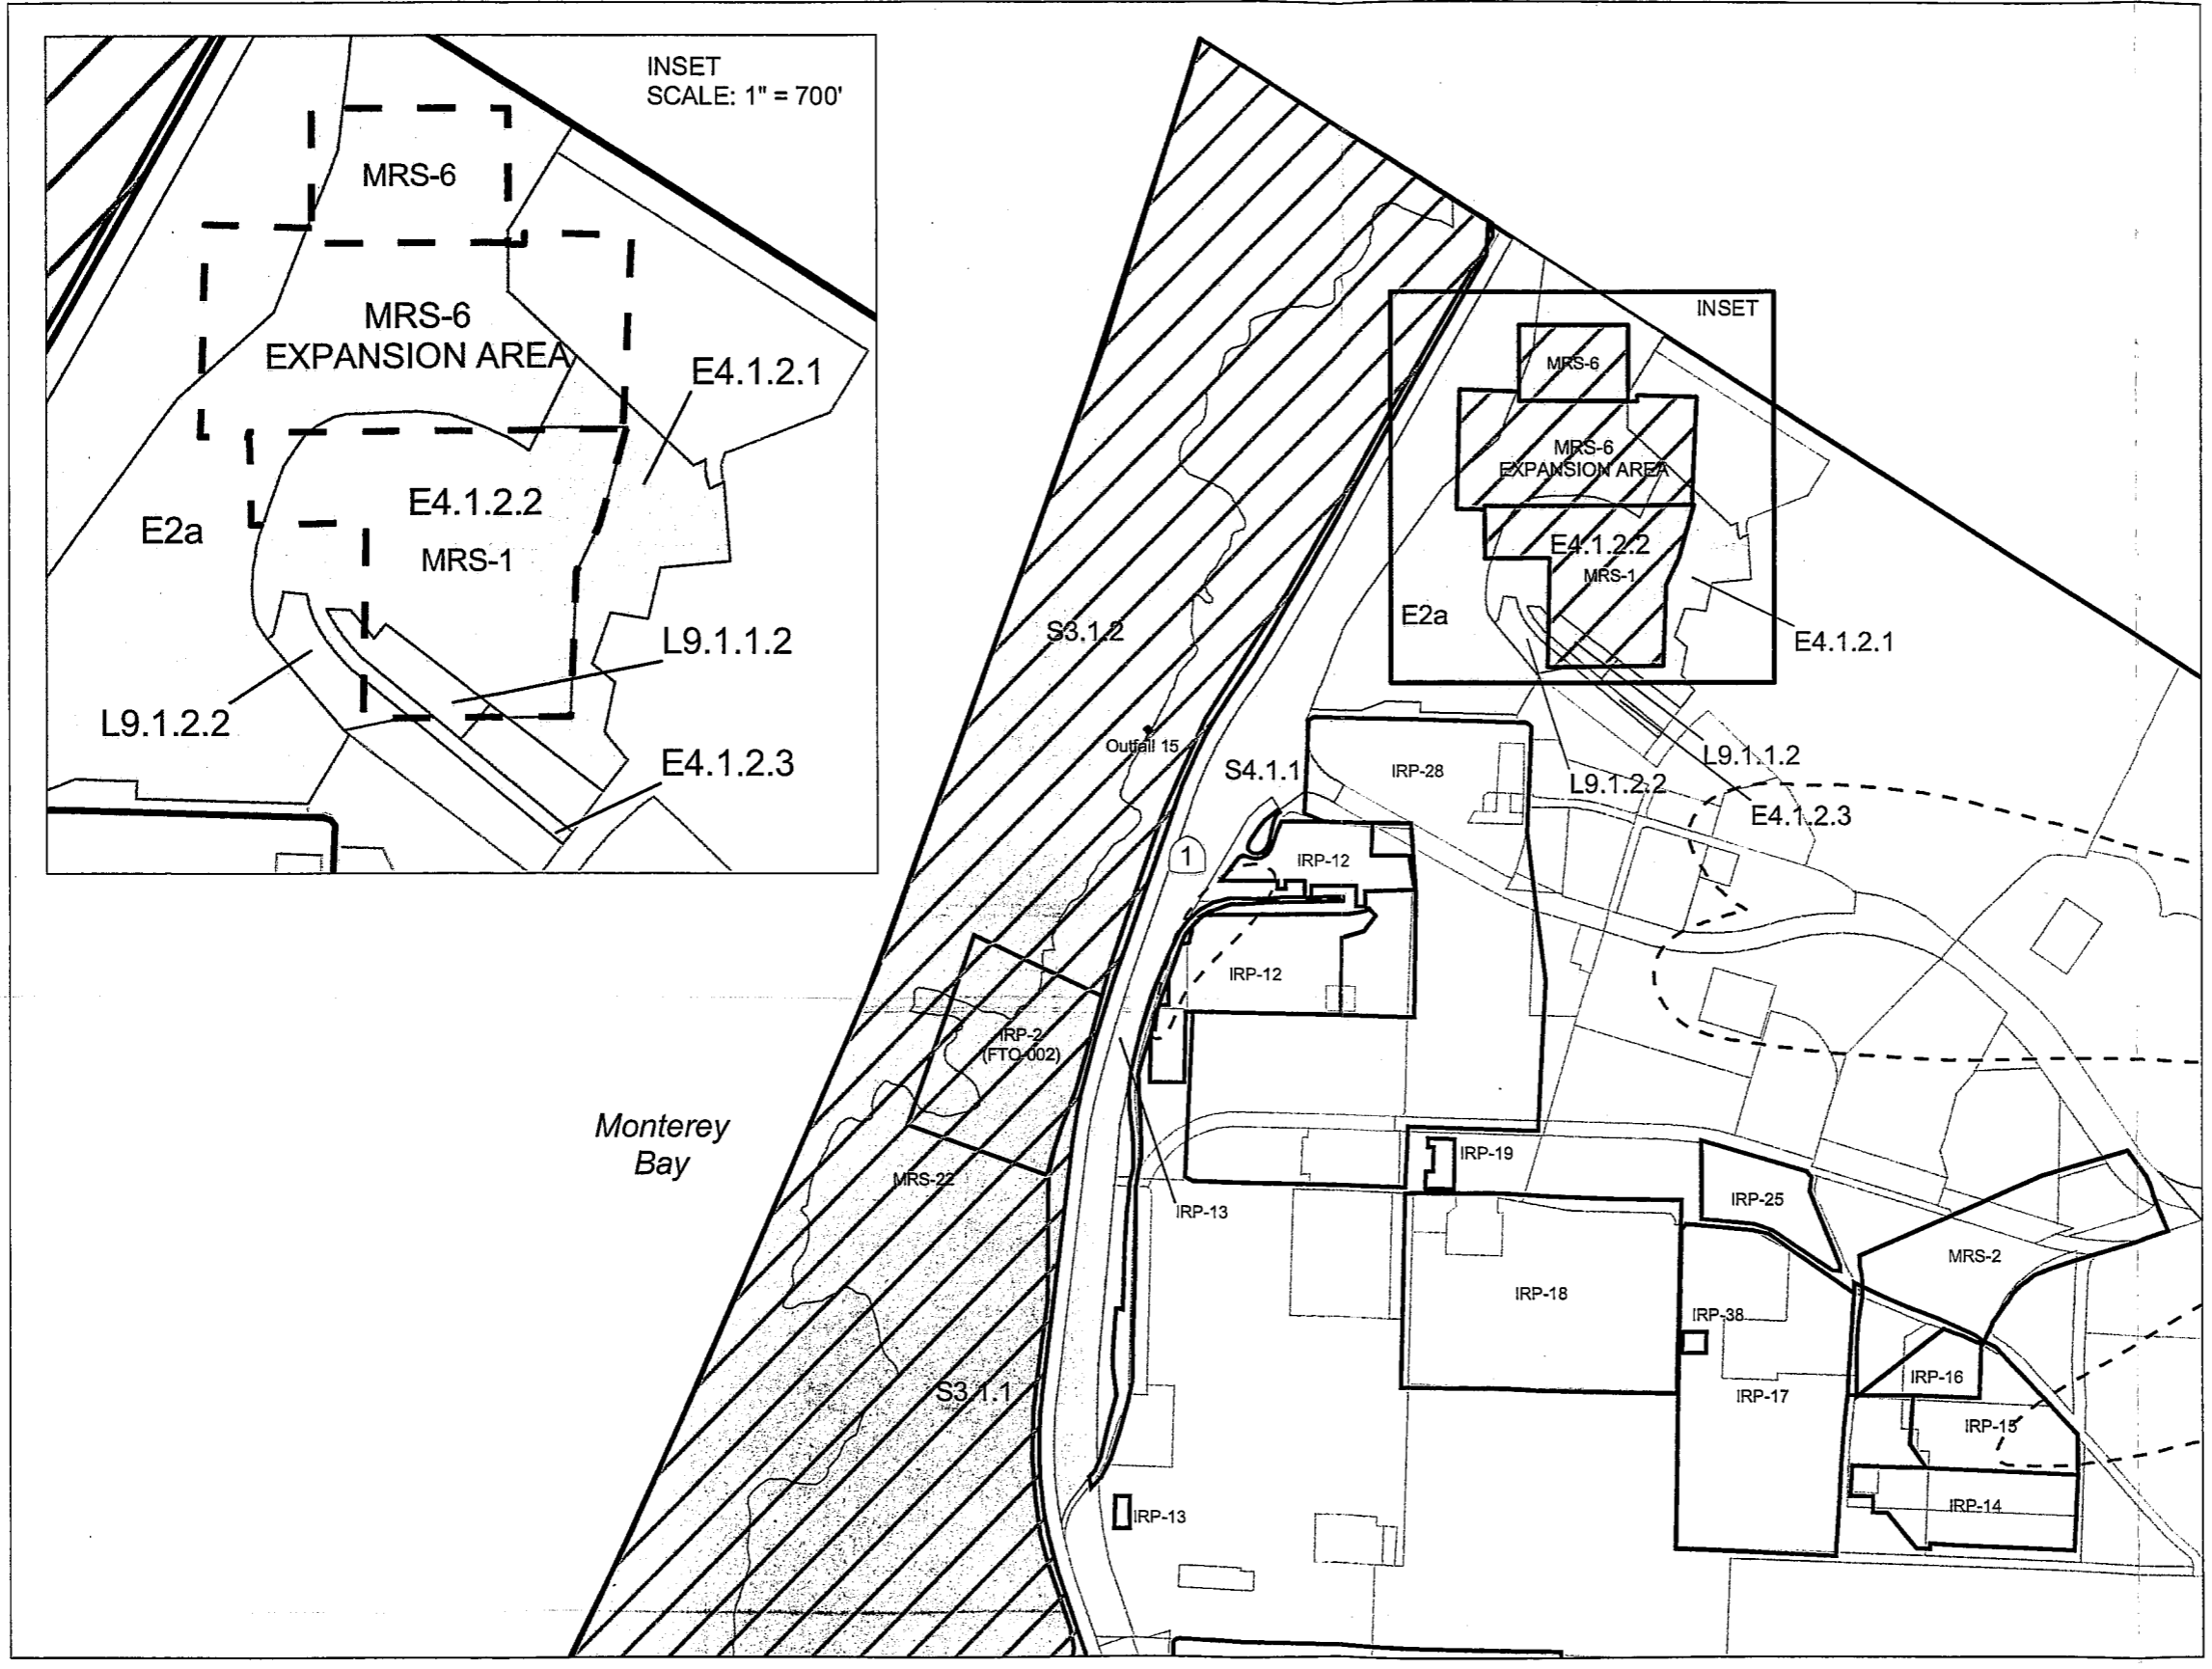 INSET
SCALE: 1" = 700'
MRS-6
MRS-6
EXPANSION AREA
E4.1.2.1
E4.1.2.2
E2a
MRS-1
L9.1.1.2
L9.1.2.2
E4.1.2.3
INSET
MRS-6
MRS-6
EXPANSION AREA
E4.1.2.2
MRS-1
E2a
E4.1.2.1
S3.1.2
Outfall 15
S4.1.1
IRP-28
L9.1.1.2
L9.1.2.2
E4.1.2.3
1
IRP-12
IRP-12
IRP-2
(FTO-002)
Monterey
Bay
MRS-22
IRP-13
IRP-19
IRP-25
MRS-2
IRP-18
IRP-38
IRP-16
IRP-17
S3.1.1
IRP-15
IRP-14
IRP-13